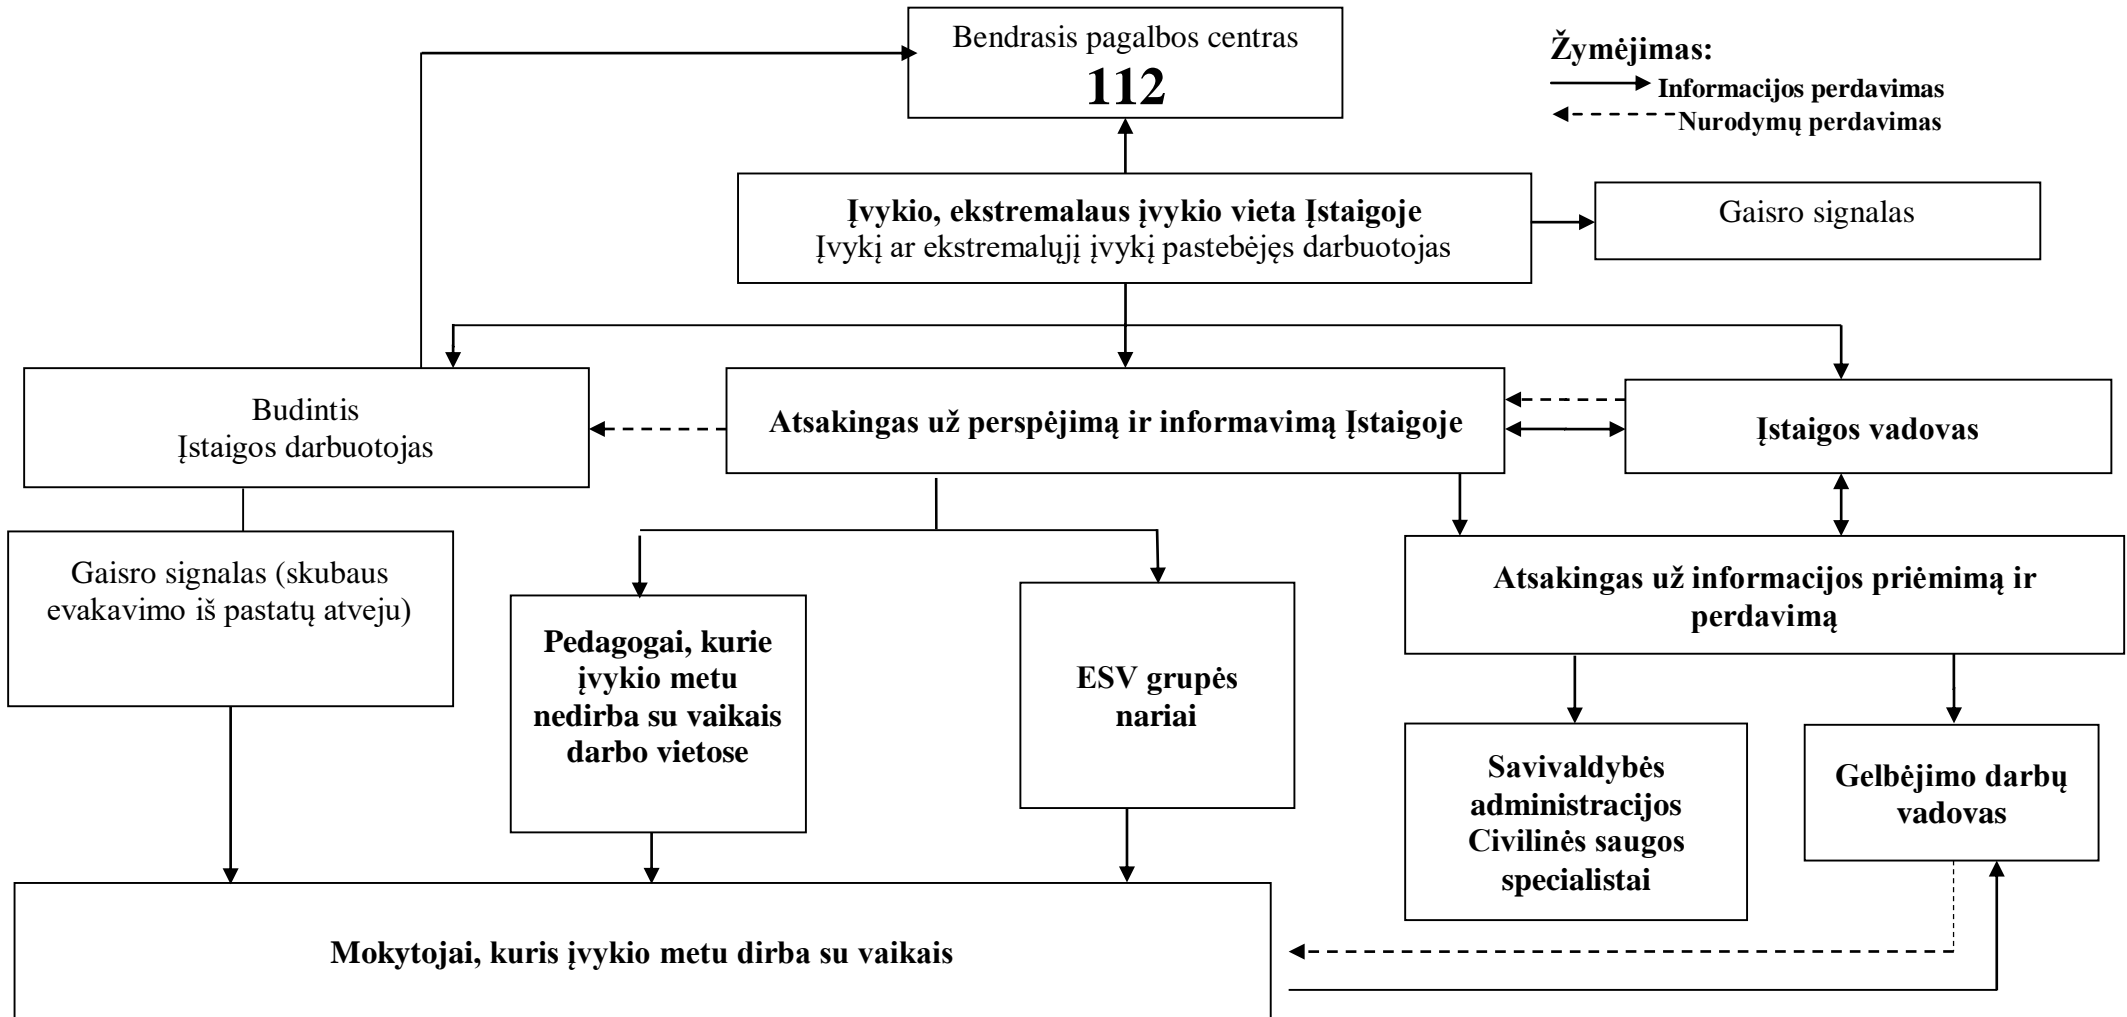 Bendrasis pagalbos centras
112
Žymėjimas:
Informacijos perdavimas
Nurodymų perdavimas
Įvykio, ekstremalaus įvykio vieta Įstaigoje
Įvykį ar ekstremalųjį įvykį pastebėjęs darbuotojas
Gaisro signalas
Budintis
Įstaigos darbuotojas
Atsakingas už perspėjimą ir informavimą Įstaigoje
Įstaigos vadovas
Gaisro signalas (skubaus
evakavimo iš pastatų atveju)
Pedagogai, kurie
įvykio metu
nedirba su vaikais
darbo vietose
ESV grupės
nariai
Atsakingas už informacijos priėmimą ir
perdavimą
Savivaldybės
administracijos
Civilinės saugos
specialistai
Gelbėjimo darbų
vadovas
Mokytojai, kuris įvykio metu dirba su vaikais